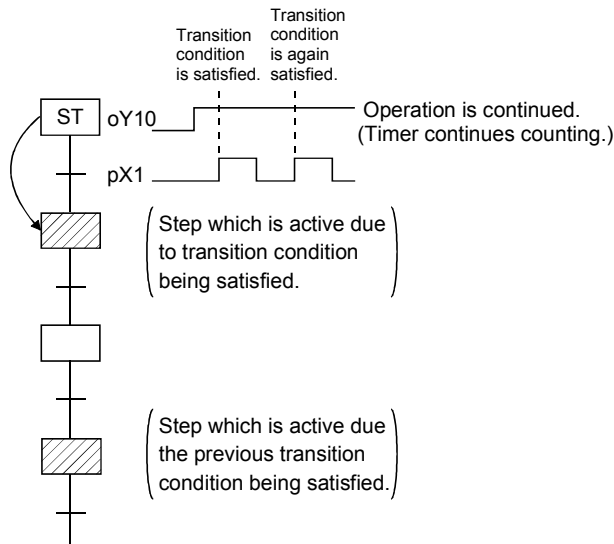 Transition
condition
is satisfied.
Transition
condition
is again
satisfied.
ST
oY10
Operation is continued.
(Timer continues counting.)
pX1
Step which is active due
to transition condition
being satisfied.
Step which is active due
the previous transition
condition being satisfied.